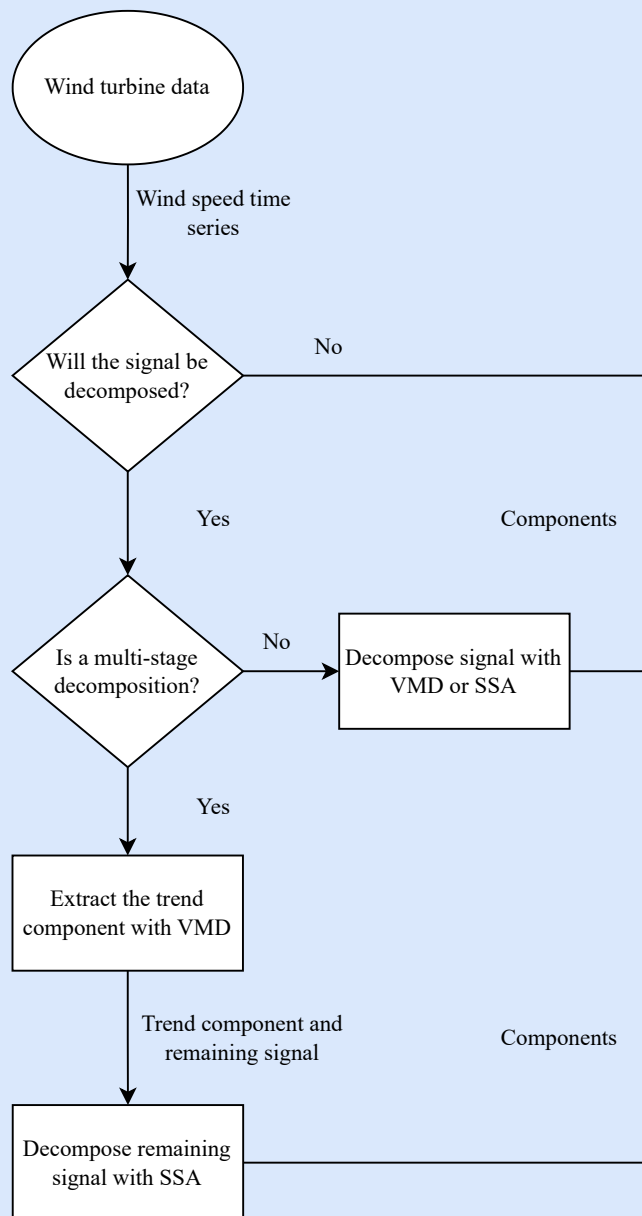 Wind turbine data
Wind speed time
series
Will the signal be
decomposed?
No
Yes
Components
Is a multi-stage
decomposition?
No
Decompose signal with
VMD or SSA
Yes
Extract the trend
component with VMD
Trend component and
remaining signal
Components
Decompose remaining
signal with SSA